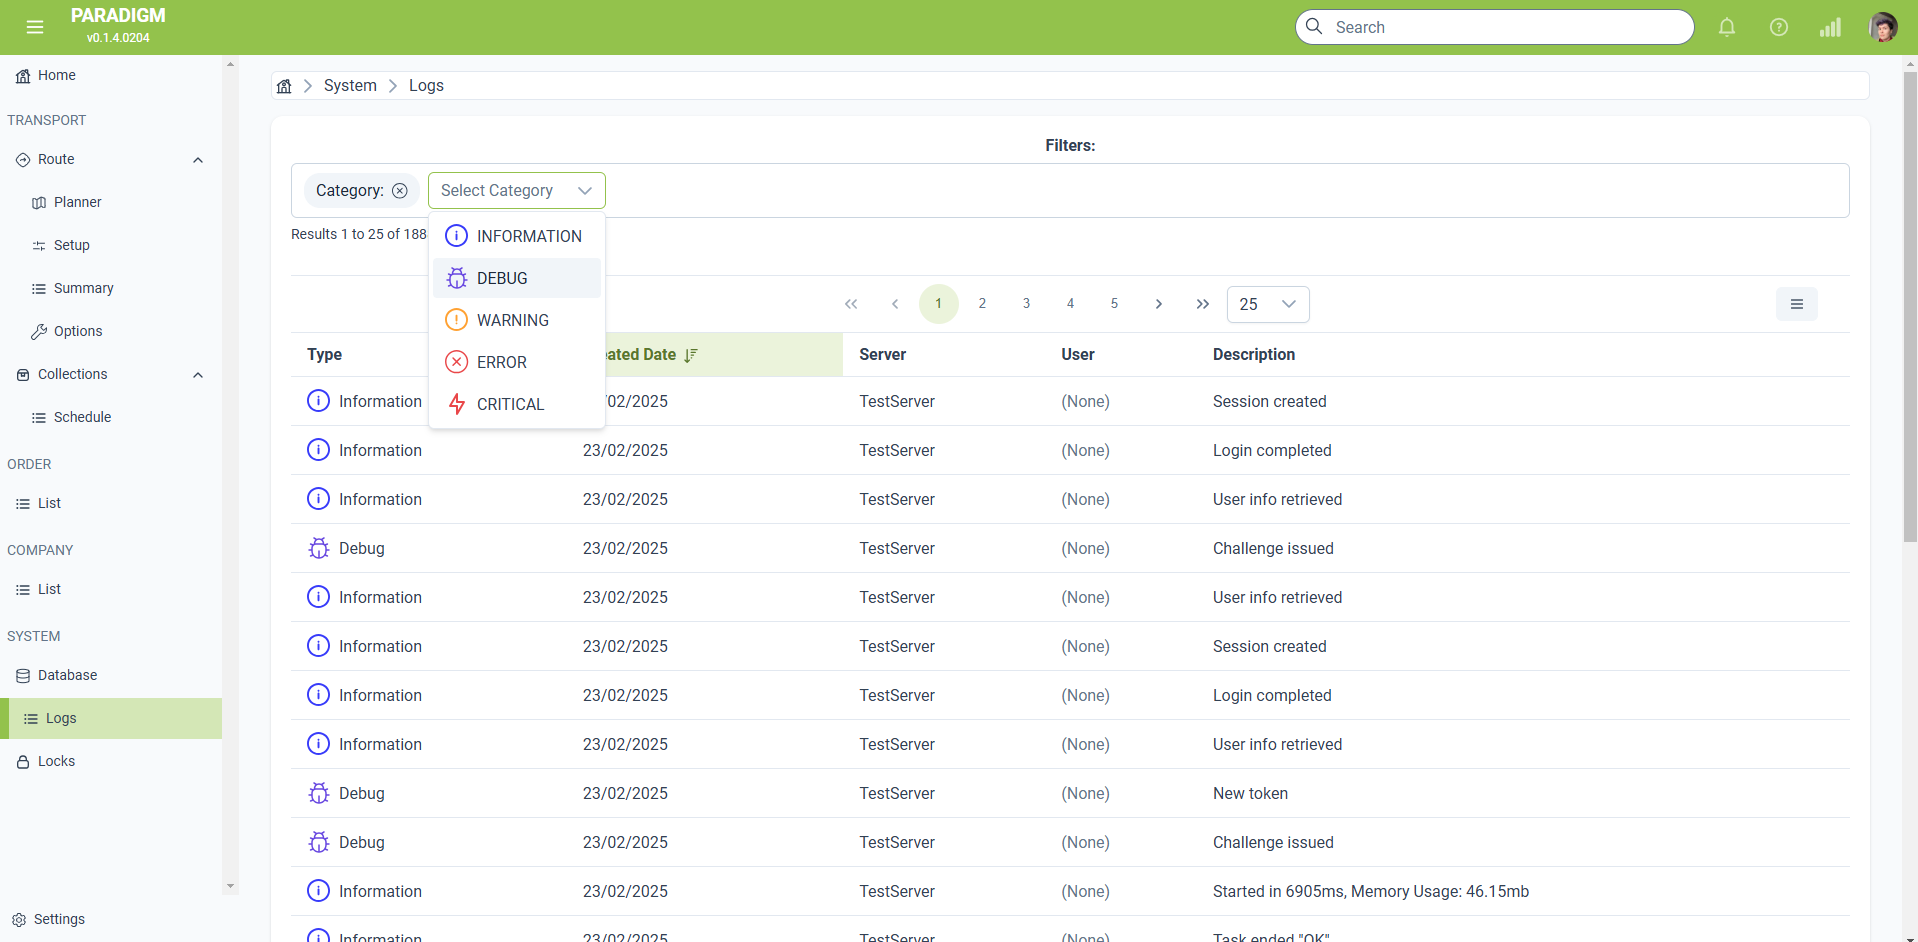 PARADIGM
v0.1.4.0204
Search
Home
TRANSPORT
Route
Planner
Setup
Summary
Options
Collections
Schedule
ORDER
List
COMPANY
List
SYSTEM
Database
Logs
Locks
Settings
System Logs
Filters:
Category: Select Category
INFORMATION
DEBUG
WARNING
ERROR
CRITICAL
Results 1 to 25 of 188
1 2 3 4 5 25
Type ated Date Server User Description
Information /02/2025 TestServer (None) Session created
Information 23/02/2025 TestServer (None) Login completed
Information 23/02/2025 TestServer (None) User info retrieved
Debug 23/02/2025 TestServer (None) Challenge issued
Information 23/02/2025 TestServer (None) User info retrieved
Information 23/02/2025 TestServer (None) Session created
Information 23/02/2025 TestServer (None) Login completed
Information 23/02/2025 TestServer (None) User info retrieved
Debug 23/02/2025 TestServer (None) New token
Debug 23/02/2025 TestServer (None) Challenge issued
Information 23/02/2025 TestServer (None) Started in 6905ms, Memory Usage: 46.15mb
Information 23/02/2025 TestServer (None) Task ended "OK"